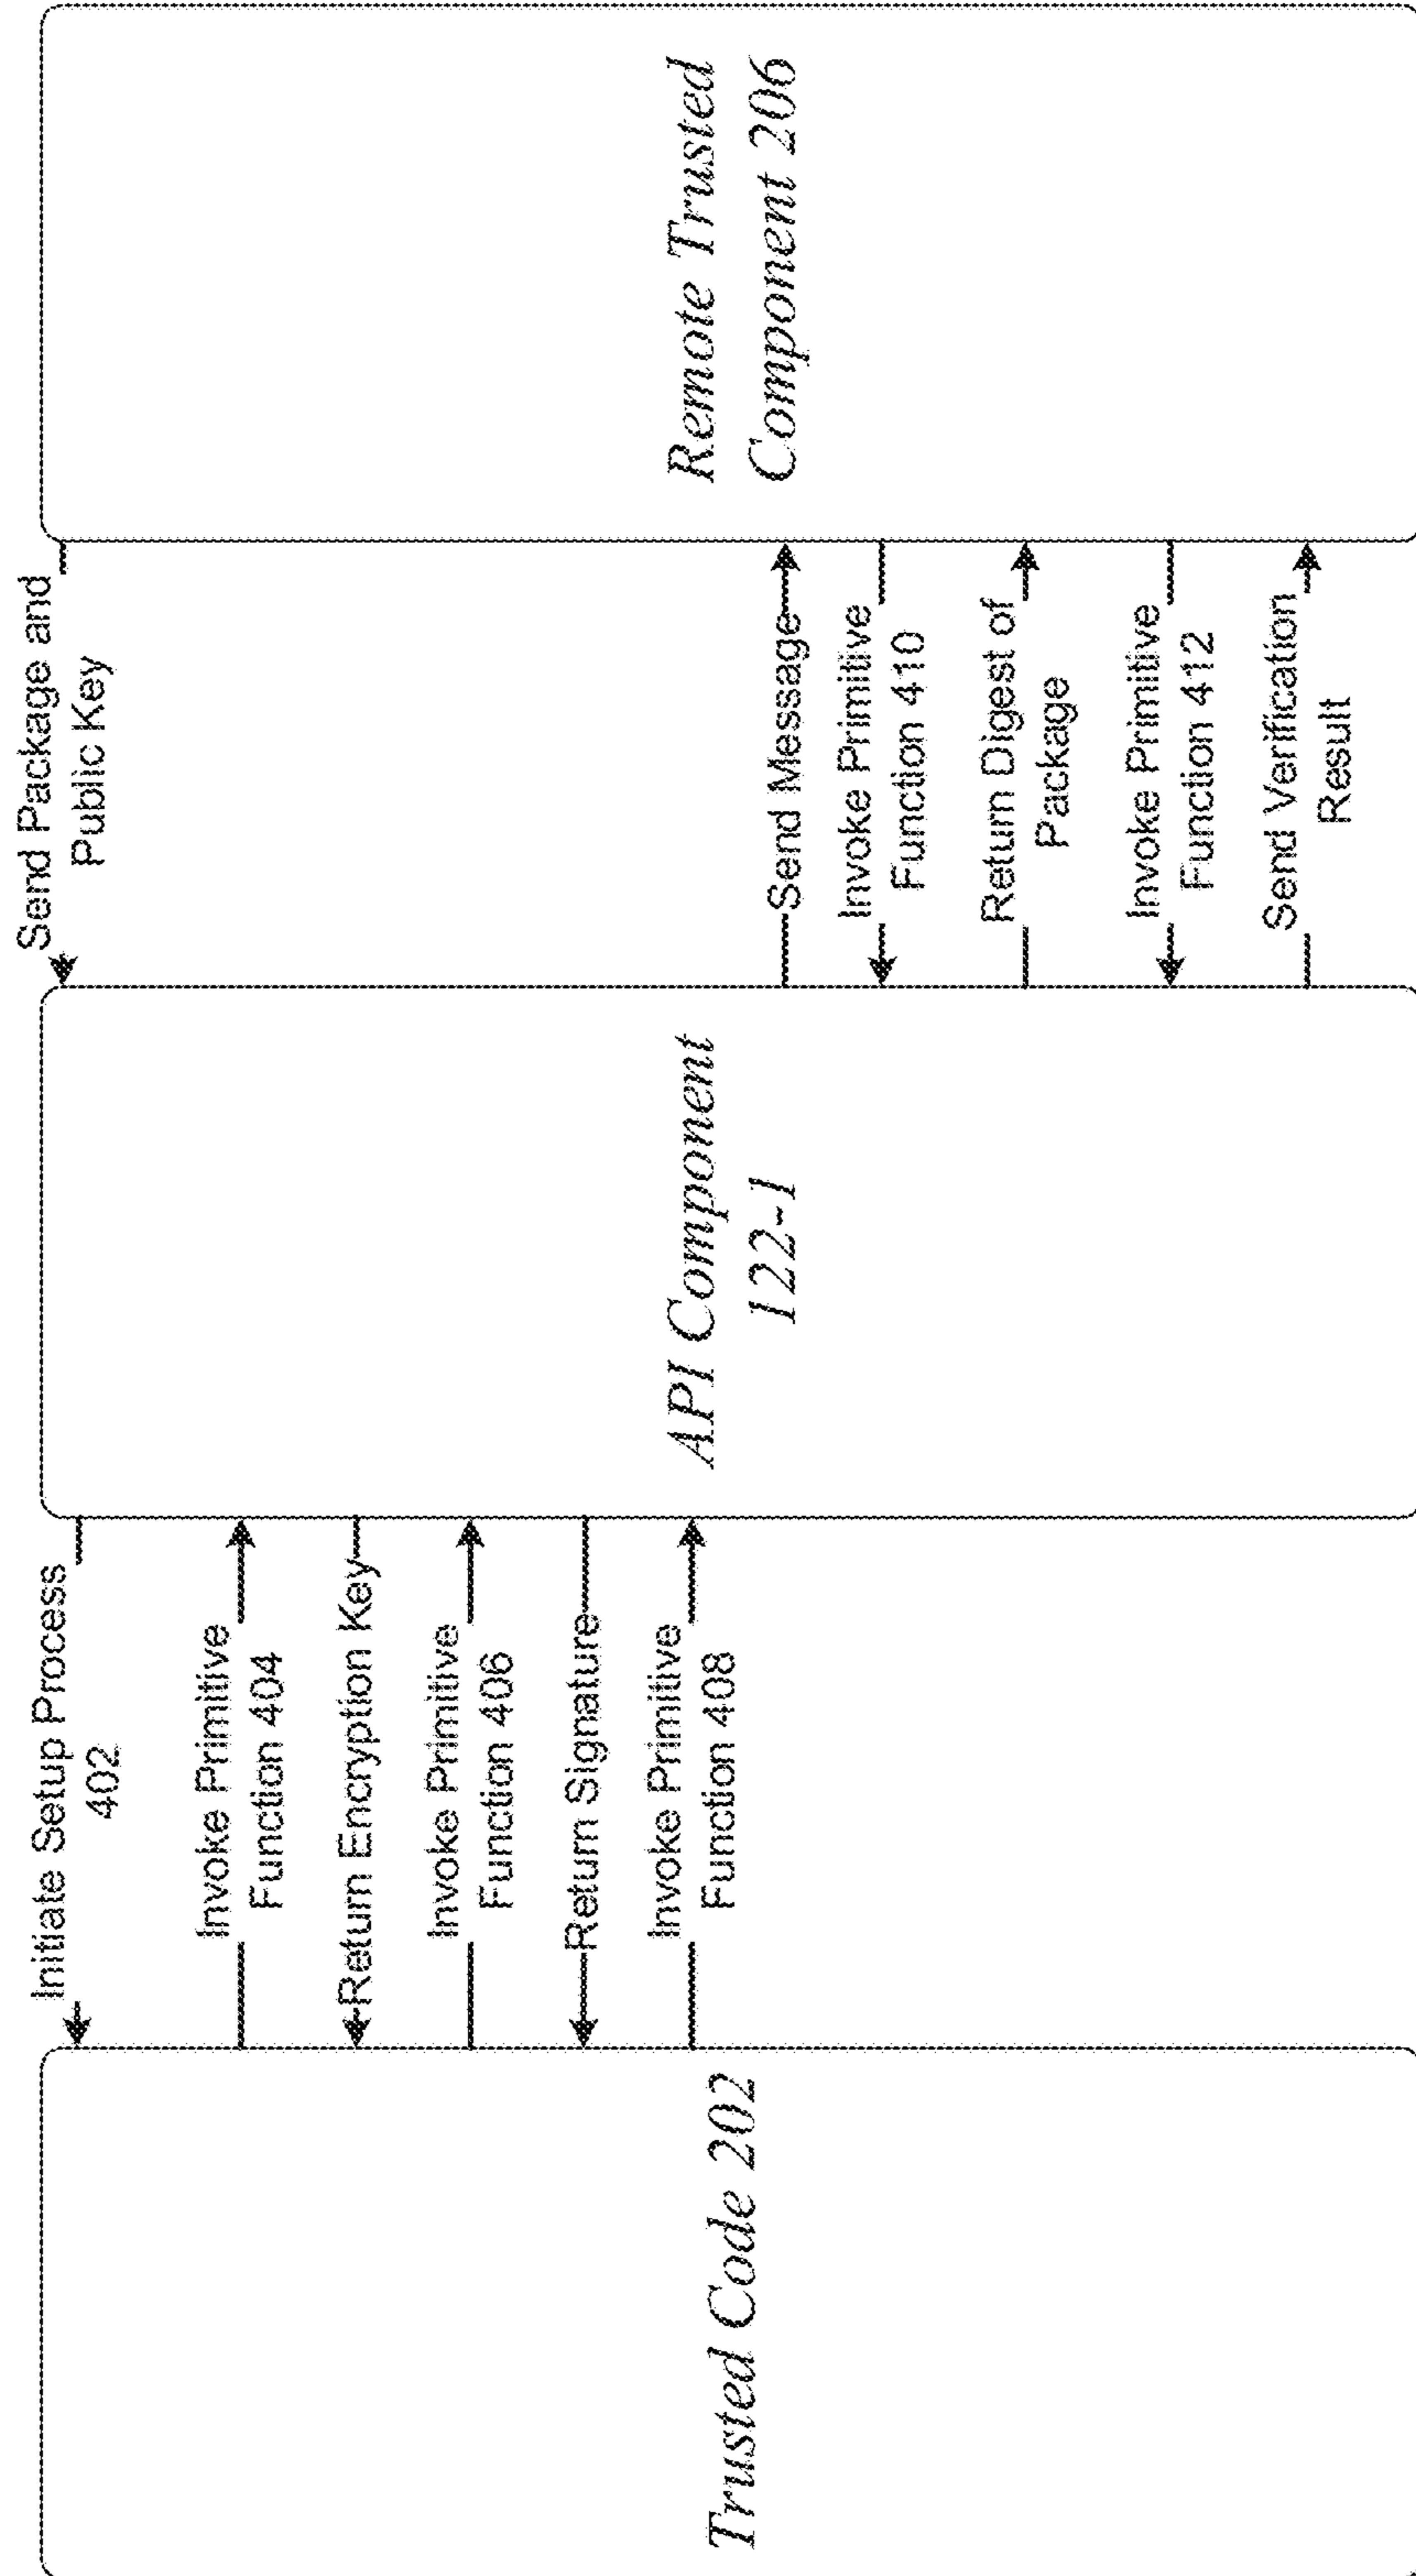 Initiate Setup Process
402
Invoke Primitive
Function 404
Return Encryption Key
Invoke Primitive
Function 406
Return Signature
Invoke Primitive
Function 408
Trusted Code 202
API Component
122-1
Send Package and
Public Key
Send Message
Invoke Primitive
Function 410
Return Digest of
Package
Invoke Primitive
Function 412
Send Verification
Result
Remote Trusted
Component 206